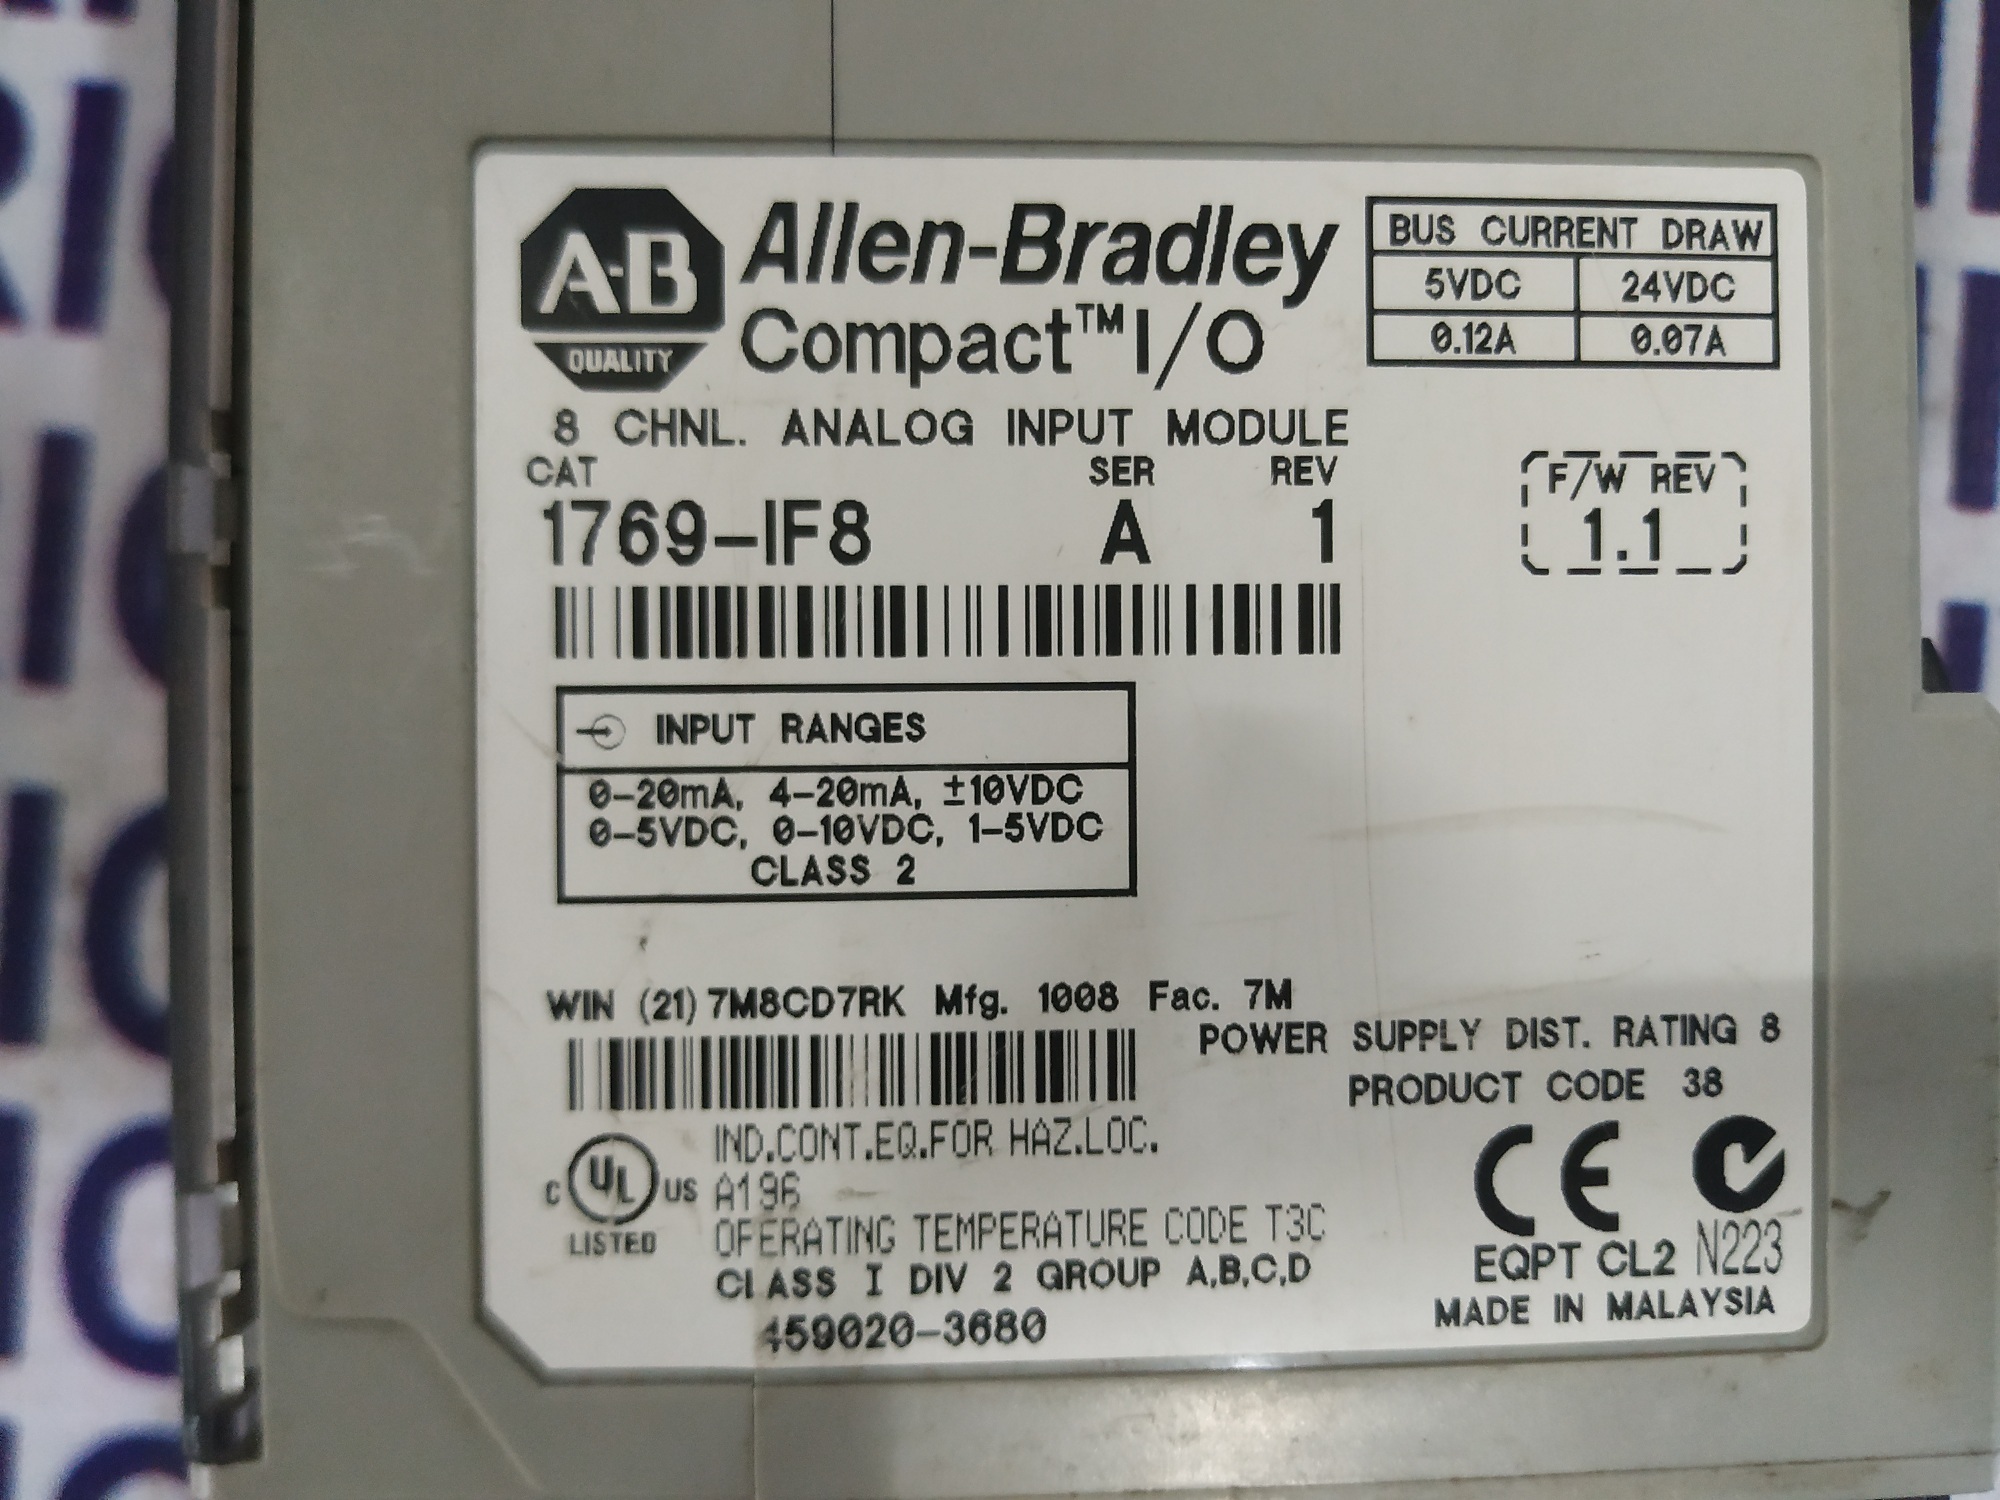 A-B
QUALITY
Allen-Bradley
Compact™ I/O
BUS CURRENT DRAW
5VDC 24VDC
0.12A 0.07A
8 CHNL. ANALOG INPUT MODULE
CAT SER REV
1769-IF8 A 1
F/W REV
1.1
INPUT RANGES
0-20mA, 4-20mA, ±10VDC
0-5VDC, 0-10VDC, 1-5VDC
CLASS 2
WIN (21) 7M8CD7RK Mfg. 1008 Fac. 7M
POWER SUPPLY DIST. RATING 8
PRODUCT CODE 38
C UL US
LISTED
IND.CONT.EQ.FOR HAZ.LOC.
A196
OPERATING TEMPERATURE CODE T3C
CLASS I DIV 2 GROUP A,B,C,D
459020-3680
CE
N223
EQPT CL2
MADE IN MALAYSIA